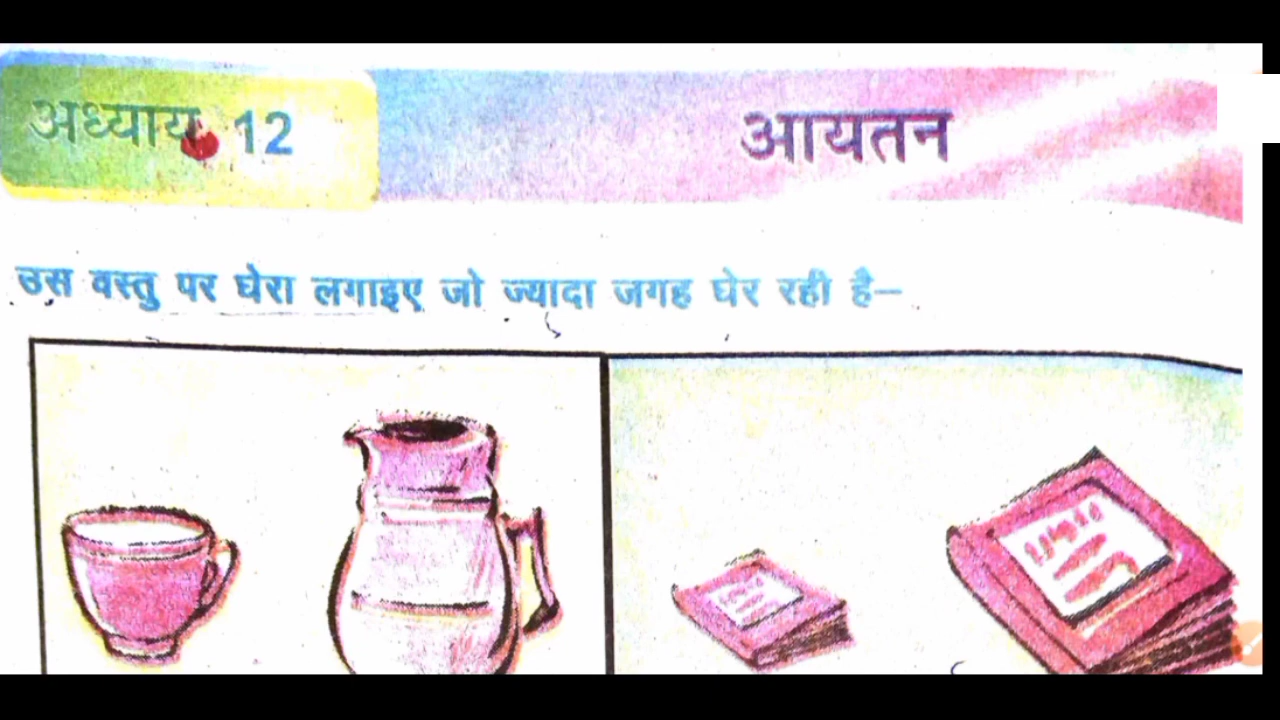 अध्याय 12
आयतन
उस वस्तु पर घेरा लगाइए जो ज्यादा जगह घेर रही है–